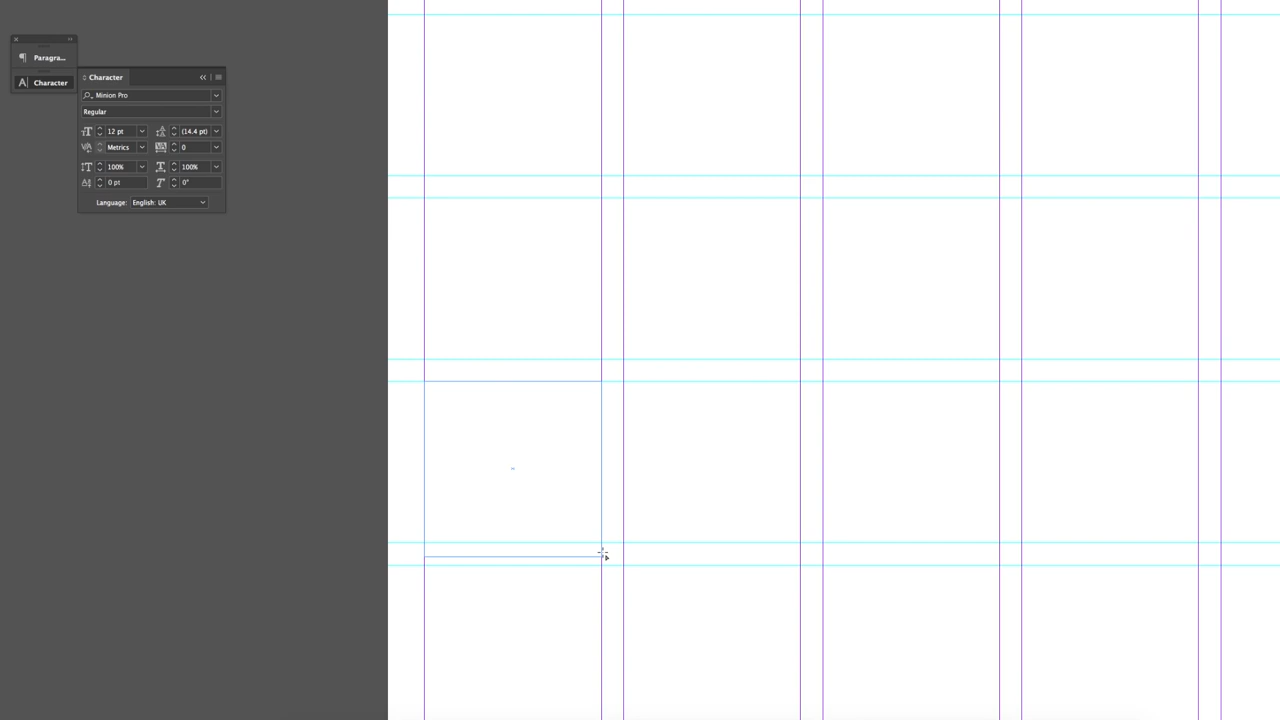 Paragra...
Character
Character
Minion Pro
Regular
12 pt
(14.4 pt)
Metrics
0
100%
100%
0 pt
0°
Language: English: UK